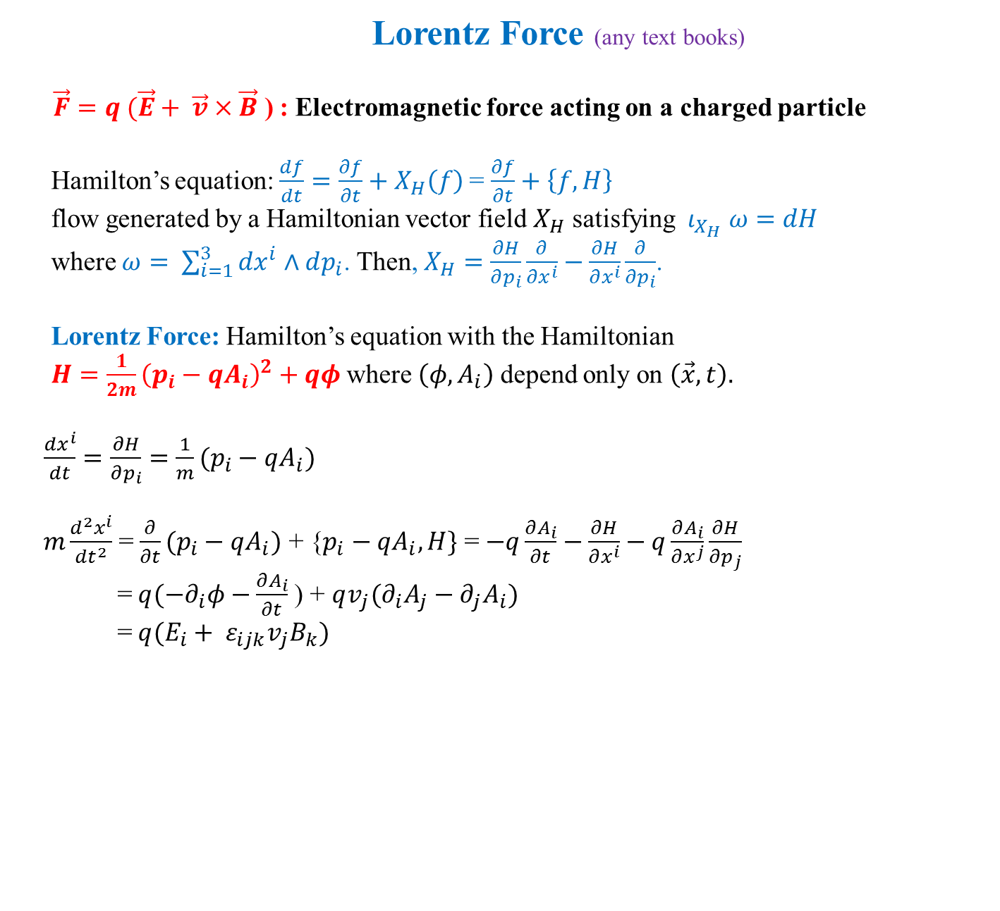 Lorentz Force (any text books)
$\vec{F} = q\,(\vec{E} + \vec{v} \times \vec{B}\,)$ : Electromagnetic force acting on a charged particle
Hamilton’s equation: $\frac{df}{dt} = \frac{\partial f}{\partial t} + X_H(f) = \frac{\partial f}{\partial t} + \{f, H\}$
flow generated by a Hamiltonian vector field $X_H$ satisfying $\iota_{X_H}\omega = dH$
where $\omega = \sum_{i=1}^{3} dx^i \wedge dp_i$. Then, $X_H = \frac{\partial H}{\partial p_i}\frac{\partial}{\partial x^i} - \frac{\partial H}{\partial x^i}\frac{\partial}{\partial p_i}$.
Lorentz Force: Hamilton’s equation with the Hamiltonian
$H = \frac{1}{2m}(p_i - qA_i)^2 + q\phi$ where $(\phi, A_i)$ depend only on $(\vec{x}, t)$.
$\frac{dx^i}{dt} = \frac{\partial H}{\partial p_i} = \frac{1}{m}(p_i - qA_i)$
$m\frac{d^2x^i}{dt^2} = \frac{\partial}{\partial t}(p_i - qA_i) + \{p_i - qA_i, H\} = -q\frac{\partial A_i}{\partial t} - \frac{\partial H}{\partial x^i} - q\frac{\partial A_i}{\partial x^j}\frac{\partial H}{\partial p_j}$
$= q(-\partial_i\phi - \frac{\partial A_i}{\partial t}) + qv_j(\partial_i A_j - \partial_j A_i)$
$= q(E_i + \varepsilon_{ijk}v_j B_k)$